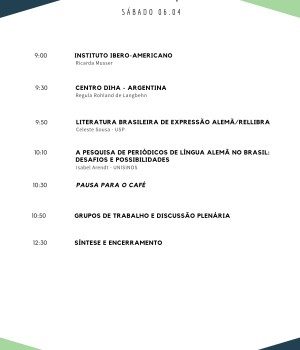 SÁBADO 06.04
9:00 INSTITUTO IBERO-AMERICANO
Ricarda Musser
9:30 CENTRO DIHA - ARGENTINA
Regula Rohland de Langbehn
9:50 LITERATURA BRASILEIRA DE EXPRESSÃO ALEMÃ/RELLIBRA
Celeste Sousa - USP
10:10 A PESQUISA DE PERIÓDICOS DE LÍNGUA ALEMÃ NO BRASIL:
DESAFIOS E POSSIBILIDADES
Isabel Arendt - UNISINOS
10:30 PAUSA PARA O CAFÉ
10:50 GRUPOS DE TRABALHO E DISCUSSÃO PLENÁRIA
12:30 SÍNTESE E ENCERRAMENTO